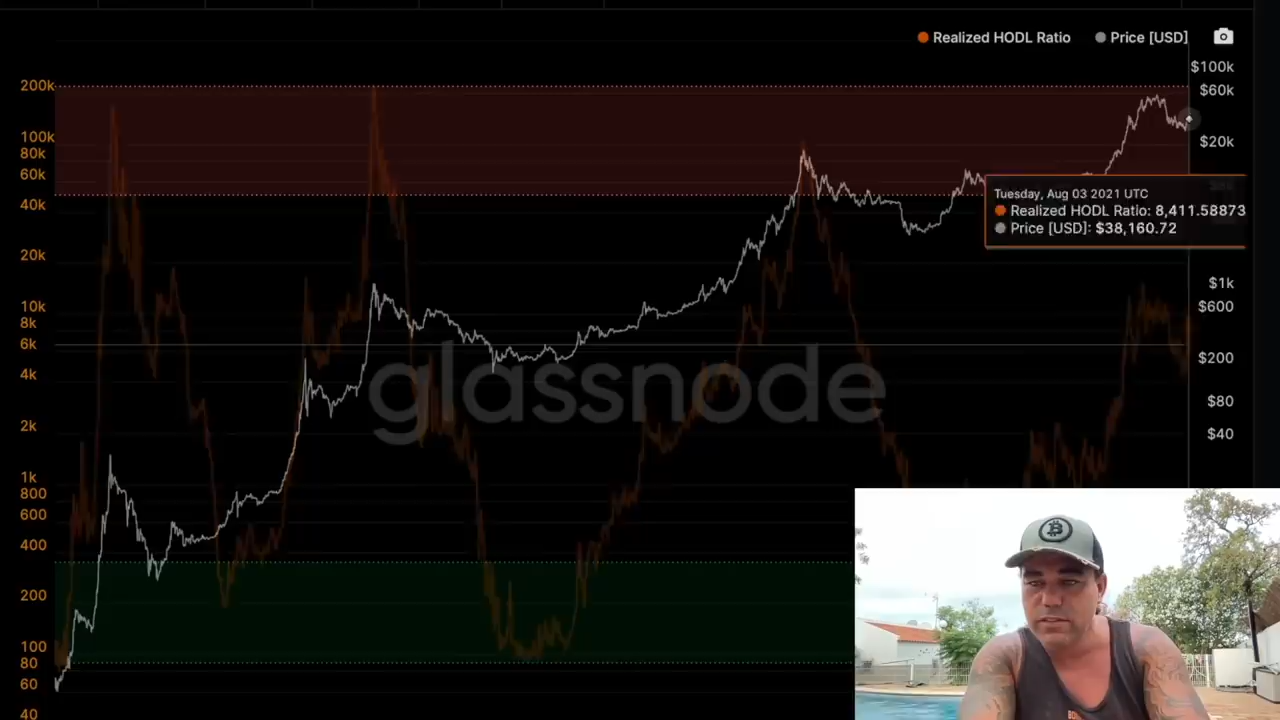 Realized HODL Ratio
Price [USD]
200k
100k
80k
60k
40k
20k
10k
8k
6k
4k
2k
1k
800
600
400
200
100
80
60
40
$100k
$60k
$20k
$1k
$600
$200
$80
$40
Tuesday, Aug 03 2021 UTC
Realized HODL Ratio: 8,411.58873
Price [USD]: $38,160.72
glassnode